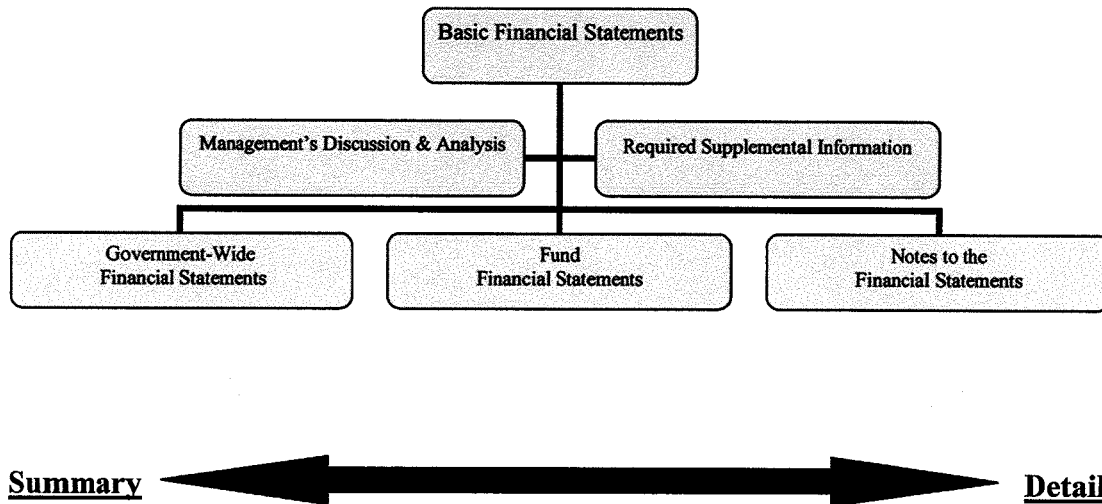 Basic Financial Statements
Management's Discussion & Analysis
Required Supplemental Information
Government-Wide
Financial Statements
Fund
Financial Statements
Notes to the
Financial Statements
Summary
Detail